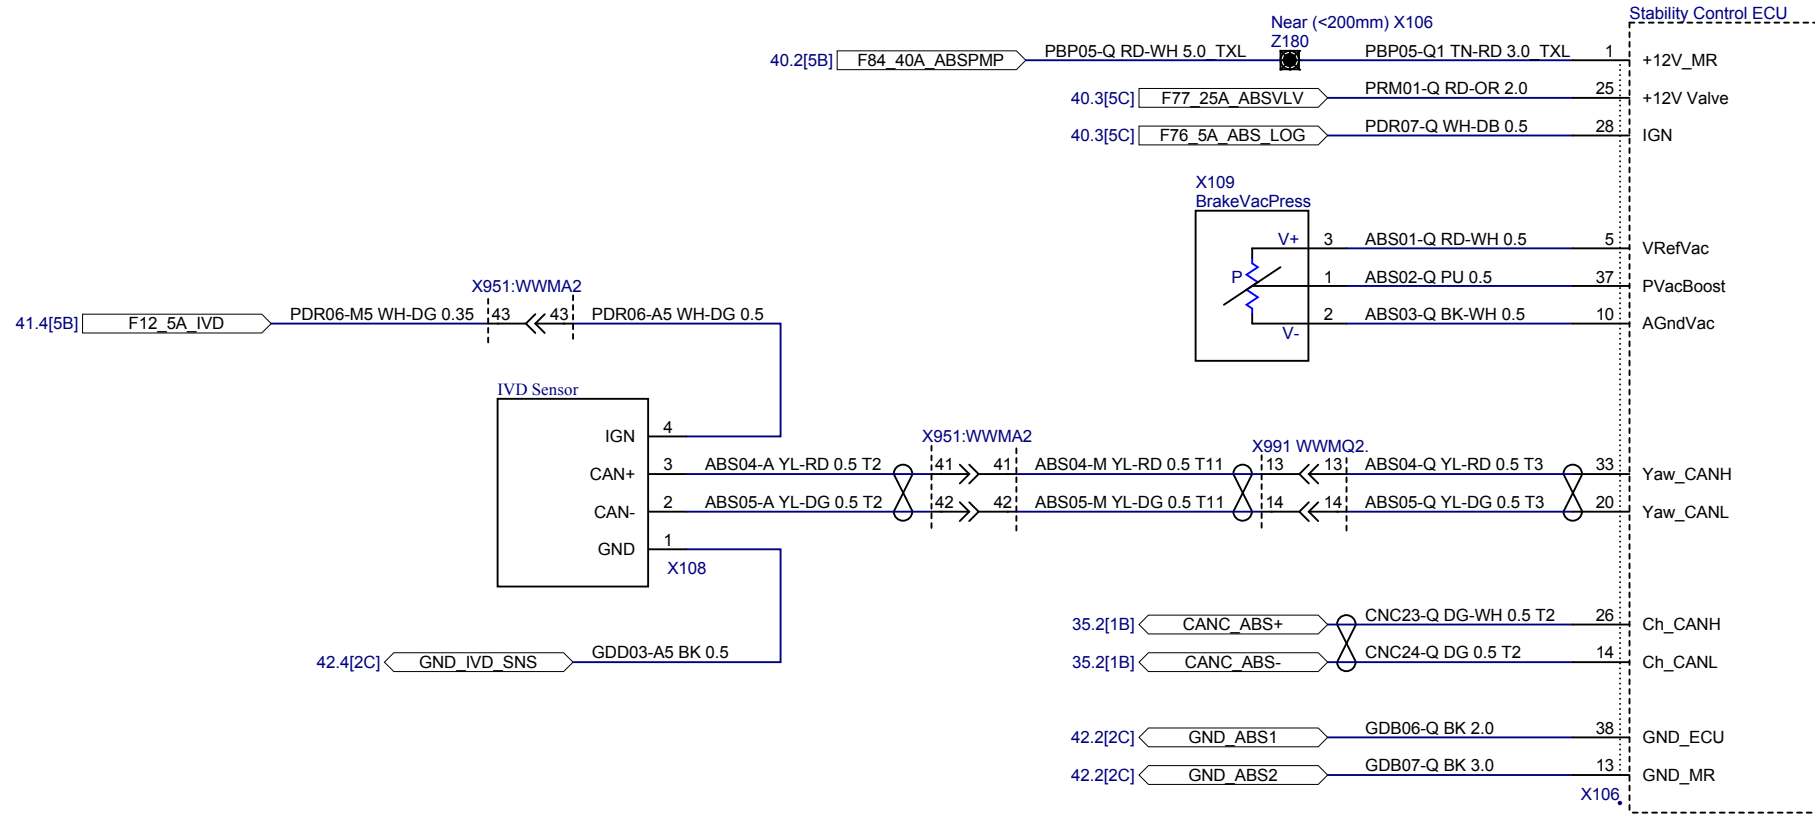 Stability Control ECU
Near (<200mm) X106
Z180
40.2[5B] F84_40A_ABSPMP PBP05-Q RD-WH 5.0_TXL PBP05-Q1 TN-RD 3.0_TXL 1 +12V_MR
40.3[5C] F77_25A_ABSVLV PRM01-Q RD-OR 2.0 25 +12V Valve
40.3[5C] F76_5A_ABS_LOG PDR07-Q WH-DB 0.5 28 IGN
X109
BrakeVacPress
V+ 3 ABS01-Q RD-WH 0.5 5 VRefVac
P 1 ABS02-Q PU 0.5 37 PVacBoost
V- 2 ABS03-Q BK-WH 0.5 10 AGndVac
X951:WWMA2
41.4[5B] F12_5A_IVD PDR06-M5 WH-DG 0.35 43 43 PDR06-A5 WH-DG 0.5
IVD Sensor
IGN 4
X951:WWMA2
X991 WWMQ2.
CAN+ 3 ABS04-A YL-RD 0.5 T2 41 41 ABS04-M YL-RD 0.5 T11 13 13 ABS04-Q YL-RD 0.5 T3 33 Yaw_CANH
CAN- 2 ABS05-A YL-DG 0.5 T2 42 42 ABS05-M YL-DG 0.5 T11 14 14 ABS05-Q YL-DG 0.5 T3 20 Yaw_CANL
GND 1
X108
35.2[1B] CANC_ABS+ CNC23-Q DG-WH 0.5 T2 26 Ch_CANH
42.4[2C] GND_IVD_SNS GDD03-A5 BK 0.5
35.2[1B] CANC_ABS- CNC24-Q DG 0.5 T2 14 Ch_CANL
42.2[2C] GND_ABS1 GDB06-Q BK 2.0 38 GND_ECU
42.2[2C] GND_ABS2 GDB07-Q BK 3.0 13 GND_MR
X106